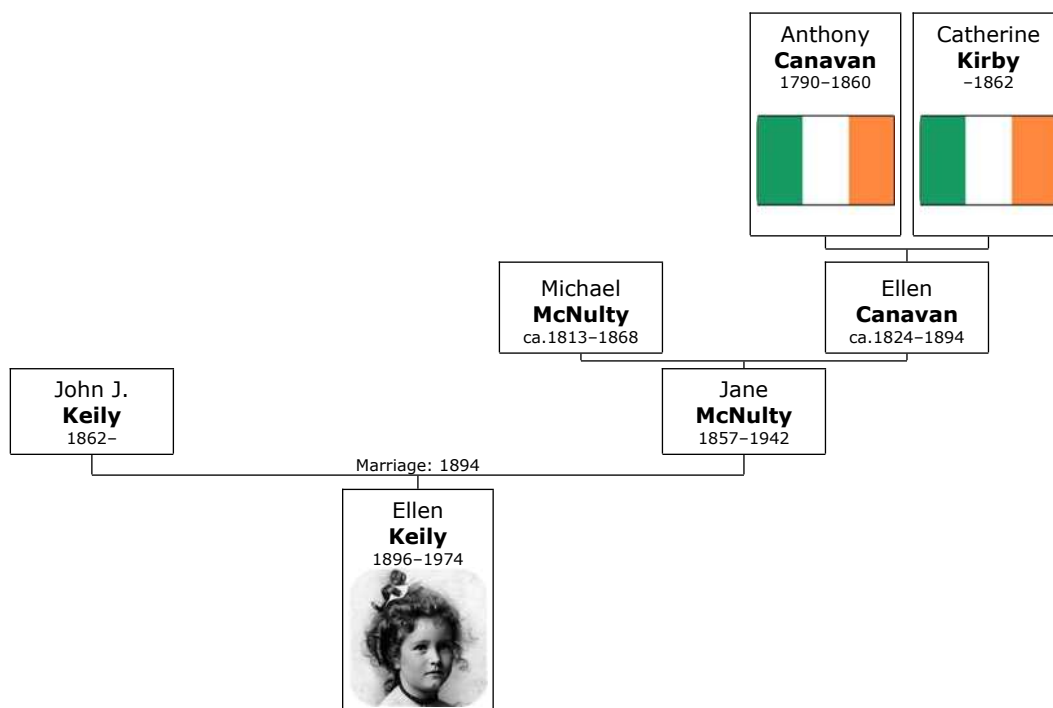 Anthony
Canavan
1790–1860
Catherine
Kirby
–1862
Michael
McNulty
ca.1813–1868
Ellen
Canavan
ca.1824–1894
John J.
Keily
1862–
Jane
McNulty
1857–1942
Marriage: 1894
Ellen
Keily
1896–1974